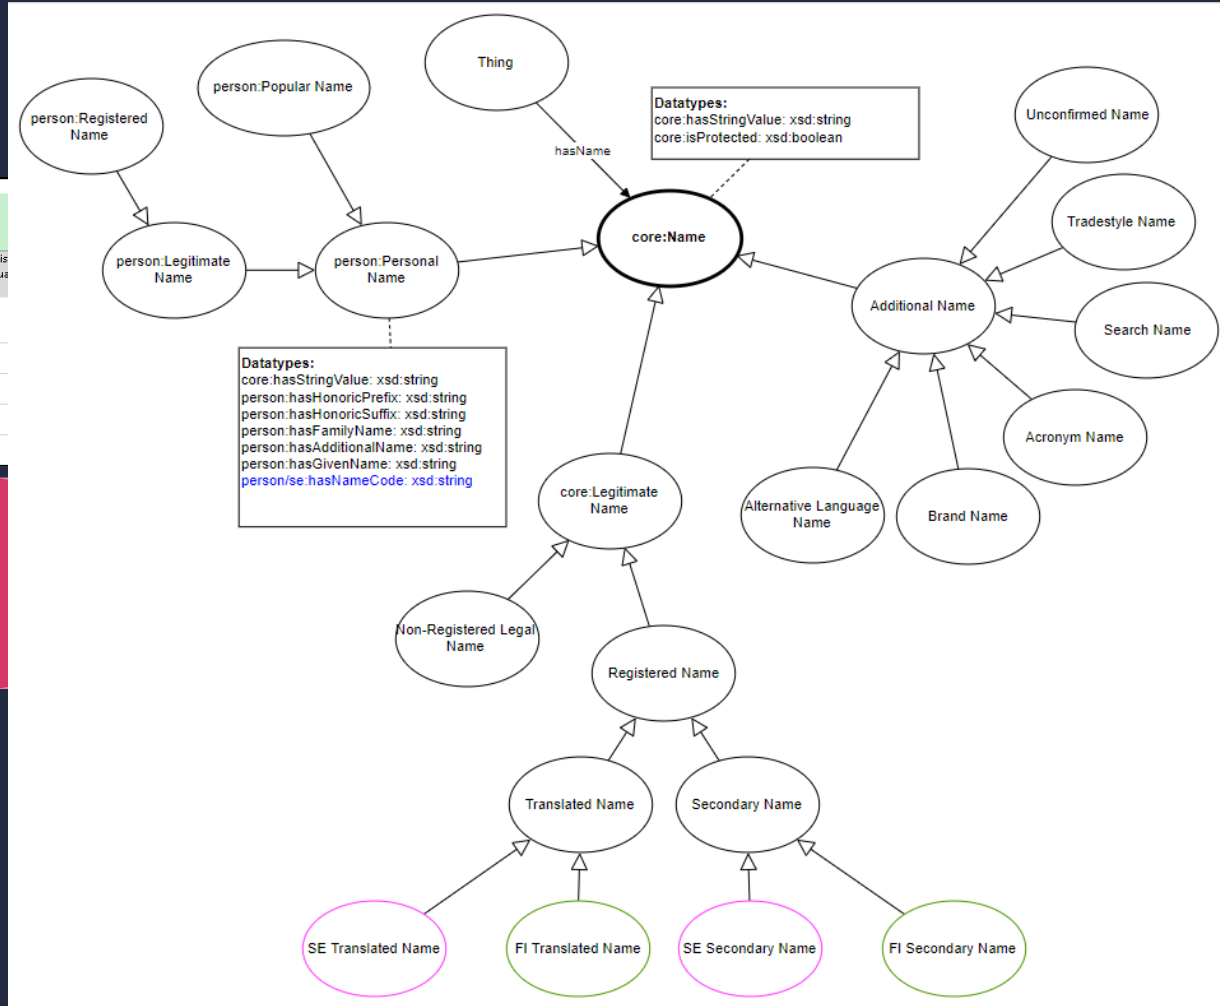 Thing
person:Popular Name
person:Registered
Name
Datatypes:
core:hasStringValue: xsd:string
core:isProtected: xsd:boolean
Unconfirmed Name
hasName
Tradestyle Name
core:Name
person:Legitimate
Name
person:Personal
Name
Additional Name
Search Name
Datatypes:
core:hasStringValue: xsd:string
person:hasHonoricPrefix: xsd:string
person:hasHonoricSuffix: xsd:string
person:hasFamilyName: xsd:string
person:hasAdditionalName: xsd:string
person:hasGivenName: xsd:string
person/se:hasNameCode: xsd:string
Acronym Name
core:Legitimate
Name
Alternative Language
Name
Brand Name
Non-Registered Legal
Name
Registered Name
Translated Name
Secondary Name
SE Translated Name
FI Translated Name
SE Secondary Name
FI Secondary Name